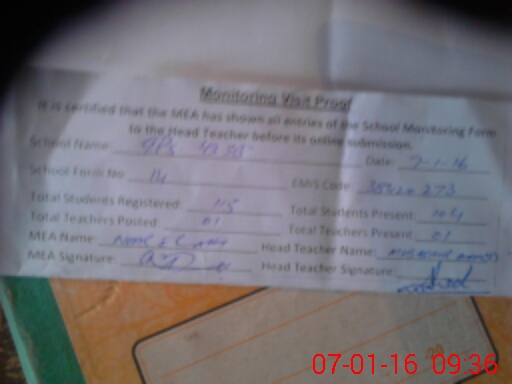 Monitoring Visit Proof
It is certified that the MEA has shown all entries of the School Monitoring Form
to the Head Teacher before its online submission.
School Name: GPS Date: 7-1-16
School Form No 14 EMIS Code:
Total Students Registered: 115 Total Students Present: 104
Total Teachers Posted 01 Total Teachers Present: 01
MEA Name: Head Teacher Name:
MEA Signature: Head Teacher Signature:
07-01-16 09:36